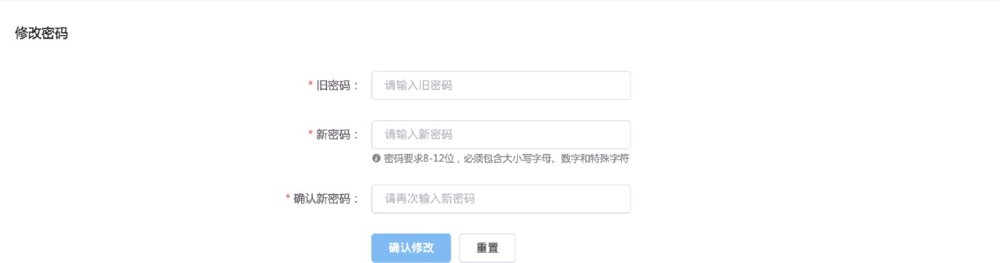 修改密码
* 旧密码： 请输入旧密码
* 新密码： 请输入新密码
密码要求8-12位，必须包含大小写字母、数字和特殊字符
* 确认新密码： 请再次输入新密码
确认修改 重置